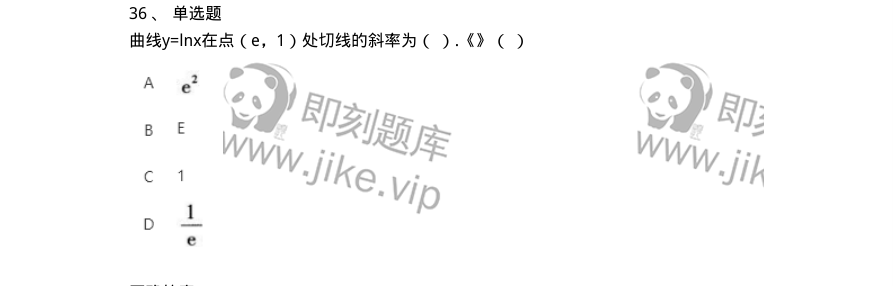 36 、 单选题
曲线y=lnx在点（e，1）处切线的斜率为（ ）.《》（ ）
A e²
B E
C 1
D 1/e
即刻题库
www.jike.vip
即刻
www.jik